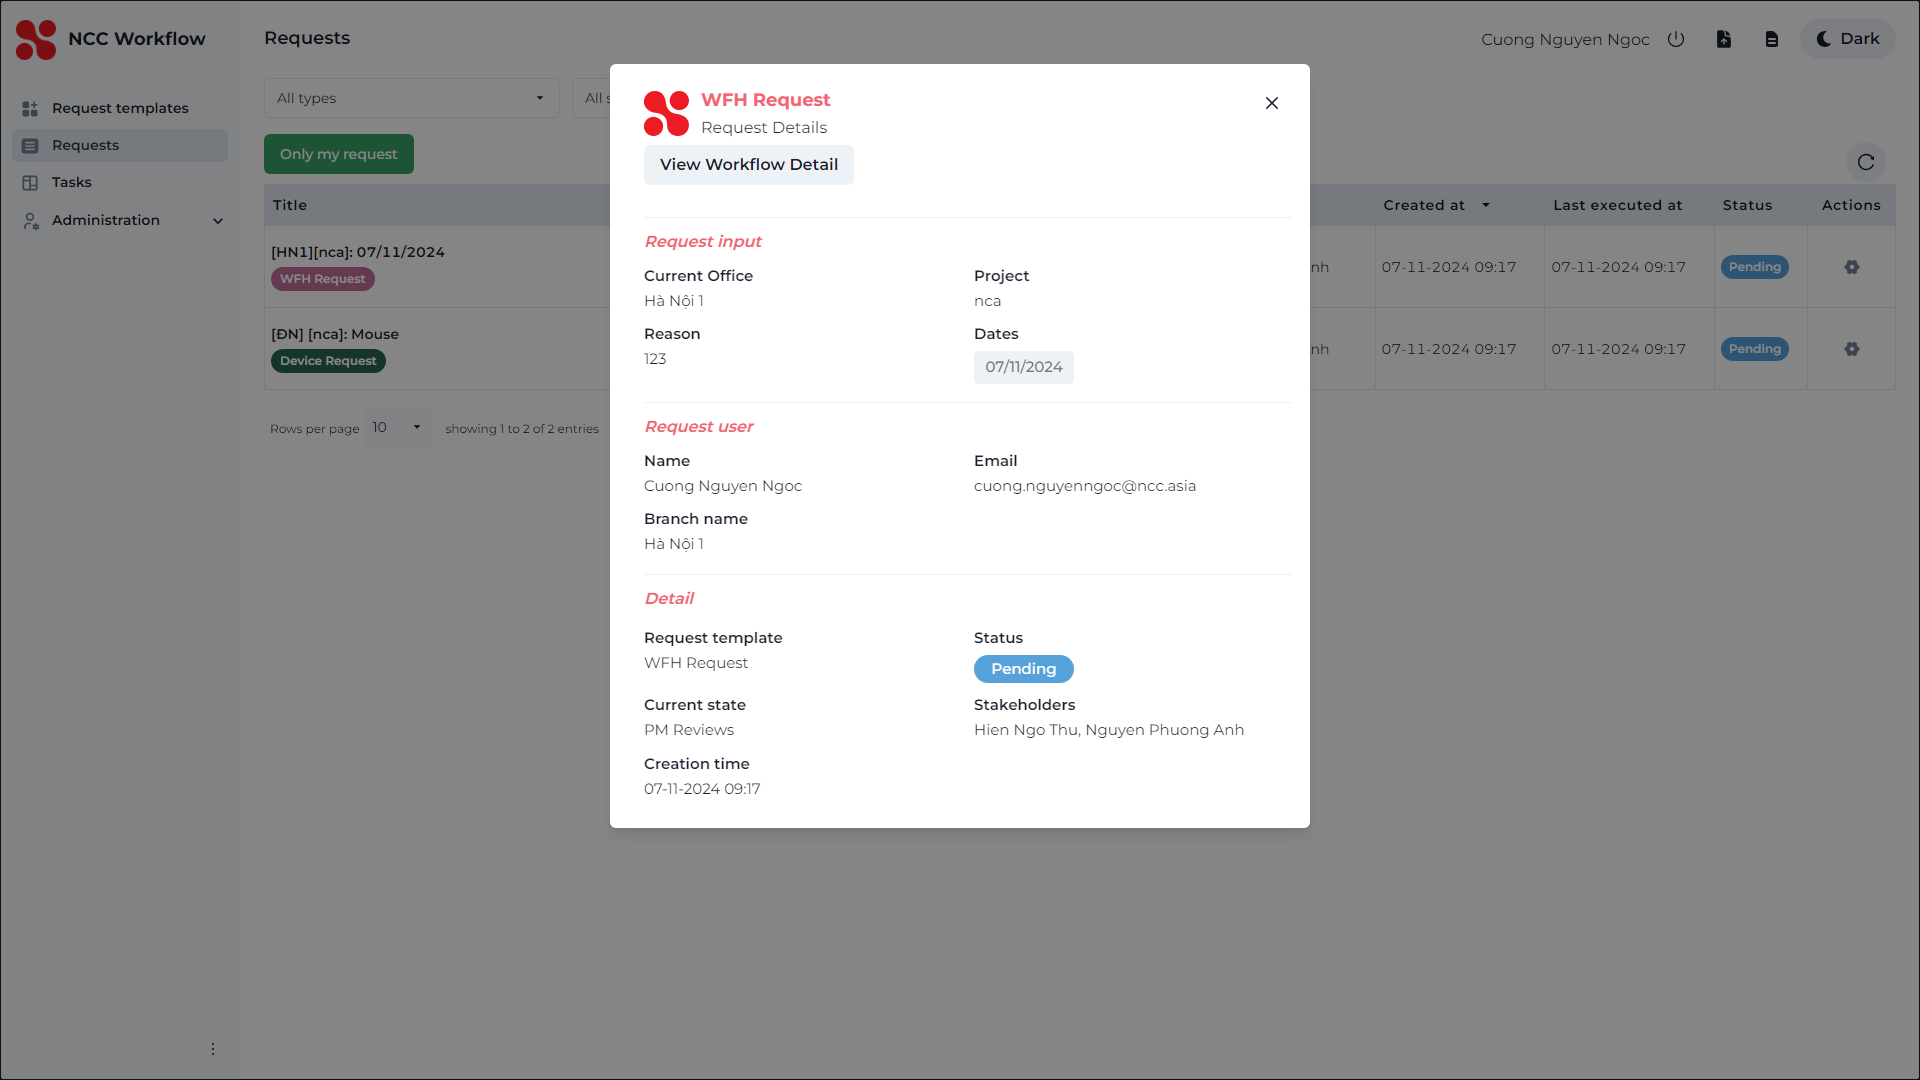 NCC Workflow
Request templates
Requests
Tasks
Administration
Requests
Cuong Nguyen Ngoc
Dark
All types
All s
Only my request
Title
Created at
Last executed at
Status
Actions
[HN1][nca]: 07/11/2024
WFH Request
nh
07-11-2024 09:17
07-11-2024 09:17
Pending
[ĐN] [nca]: Mouse
Device Request
nh
07-11-2024 09:17
07-11-2024 09:17
Pending
Rows per page
10
showing 1 to 2 of 2 entries
WFH Request
Request Details
View Workflow Detail
Request input
Current Office
Hà Nội 1
Project
nca
Reason
123
Dates
07/11/2024
Request user
Name
Cuong Nguyen Ngoc
Email
cuong.nguyenngoc@ncc.asia
Branch name
Hà Nội 1
Detail
Request template
WFH Request
Status
Pending
Current state
PM Reviews
Stakeholders
Hien Ngo Thu, Nguyen Phuong Anh
Creation time
07-11-2024 09:17